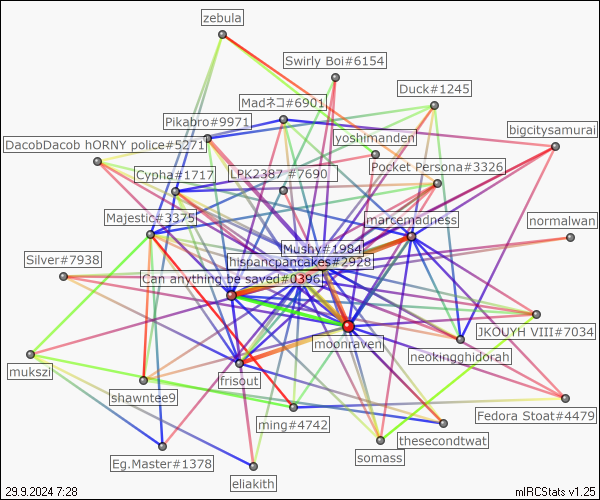 zebula
Swirly Boi#6154
Duck#1245
Madネコ#6901
Pikabro#9971
yoshimanden
bigcitysamurai
DacobDacob hORNY police#5271
Cypha#1717
LPK2387 #7690
Pocket Persona#3326
Majestic#3375
marcemadness
normalwan
Mushy#1984
Silver#7938
hispancpancakes#2928
Can anything be saved#0396
JKOUYH VIII#7034
moonraven
neokingghidorah
mukszi
frisout
shawntee9
Fedora Stoat#4479
ming#4742
thesecondtwat
somass
Eg.Master#1378
eliakith
29.9.2024 7:28
mIRCStats v1.25